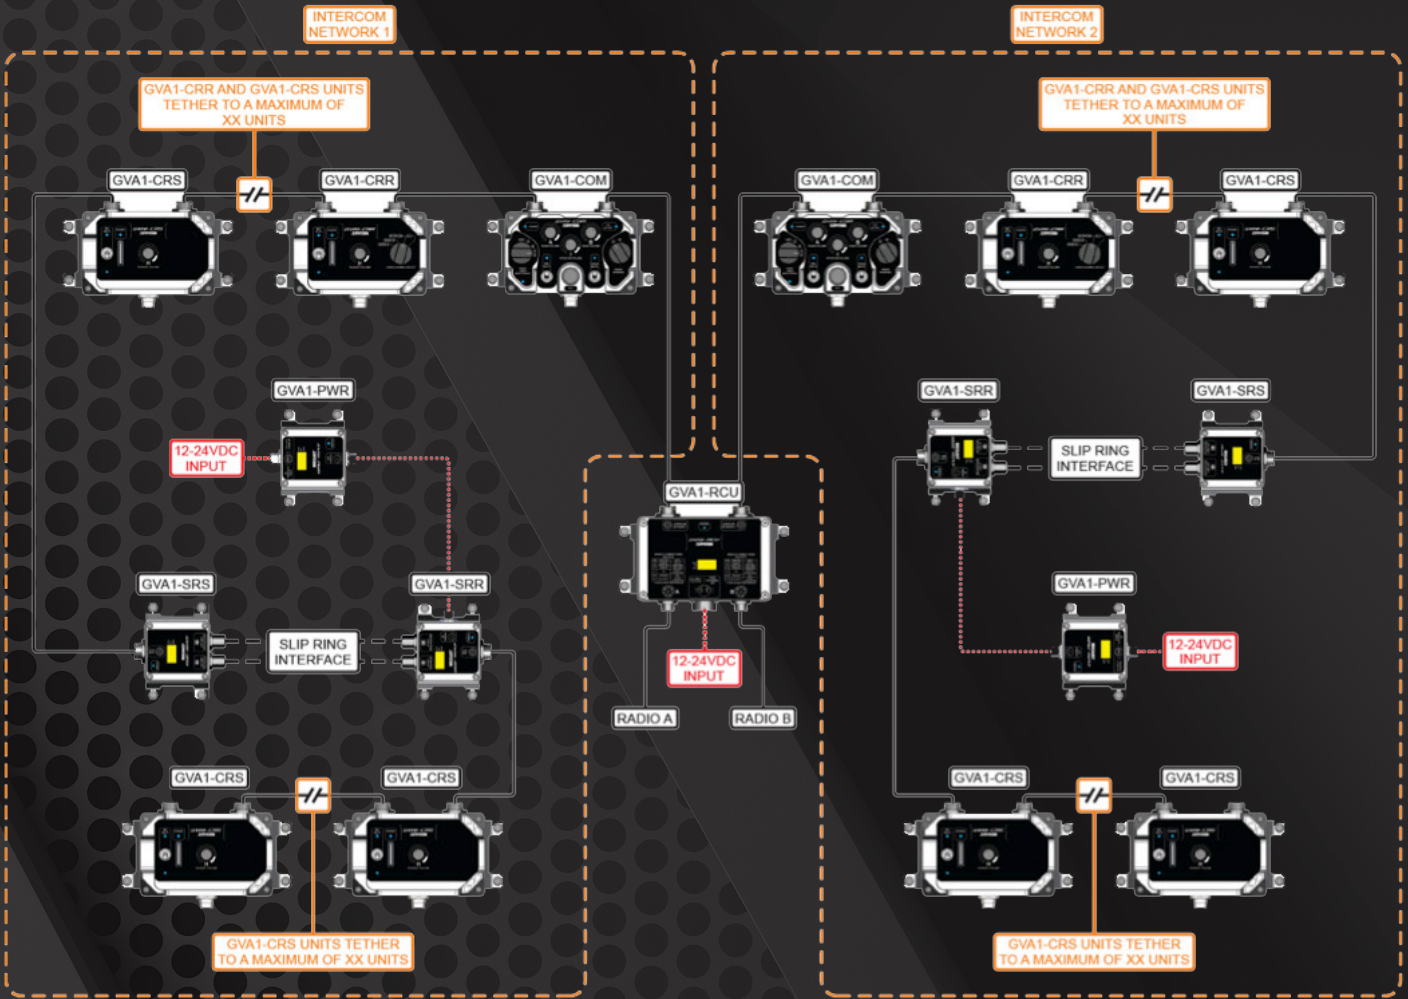 INTERCOM
NETWORK 1
INTERCOM
NETWORK 2
GVA1-CRR AND GVA1-CRS UNITS
TETHER TO A MAXIMUM OF
XX UNITS
GVA1-CRR AND GVA1-CRS UNITS
TETHER TO A MAXIMUM OF
XX UNITS
GVA1-CRS
GVA1-CRR
GVA1-COM
GVA1-COM
GVA1-CRR
GVA1-CRS
GVA1-PWR
GVA1-SRR
GVA1-SRS
12-24VDC
INPUT
SLIP RING
INTERFACE
GVA1-RCU
GVA1-SRS
GVA1-SRR
GVA1-PWR
SLIP RING
INTERFACE
12-24VDC
INPUT
12-24VDC
INPUT
RADIO A
RADIO B
GVA1-CRS
GVA1-CRS
GVA1-CRS
GVA1-CRS
GVA1-CRS UNITS TETHER
TO A MAXIMUM OF XX UNITS
GVA1-CRS UNITS TETHER
TO A MAXIMUM OF XX UNITS